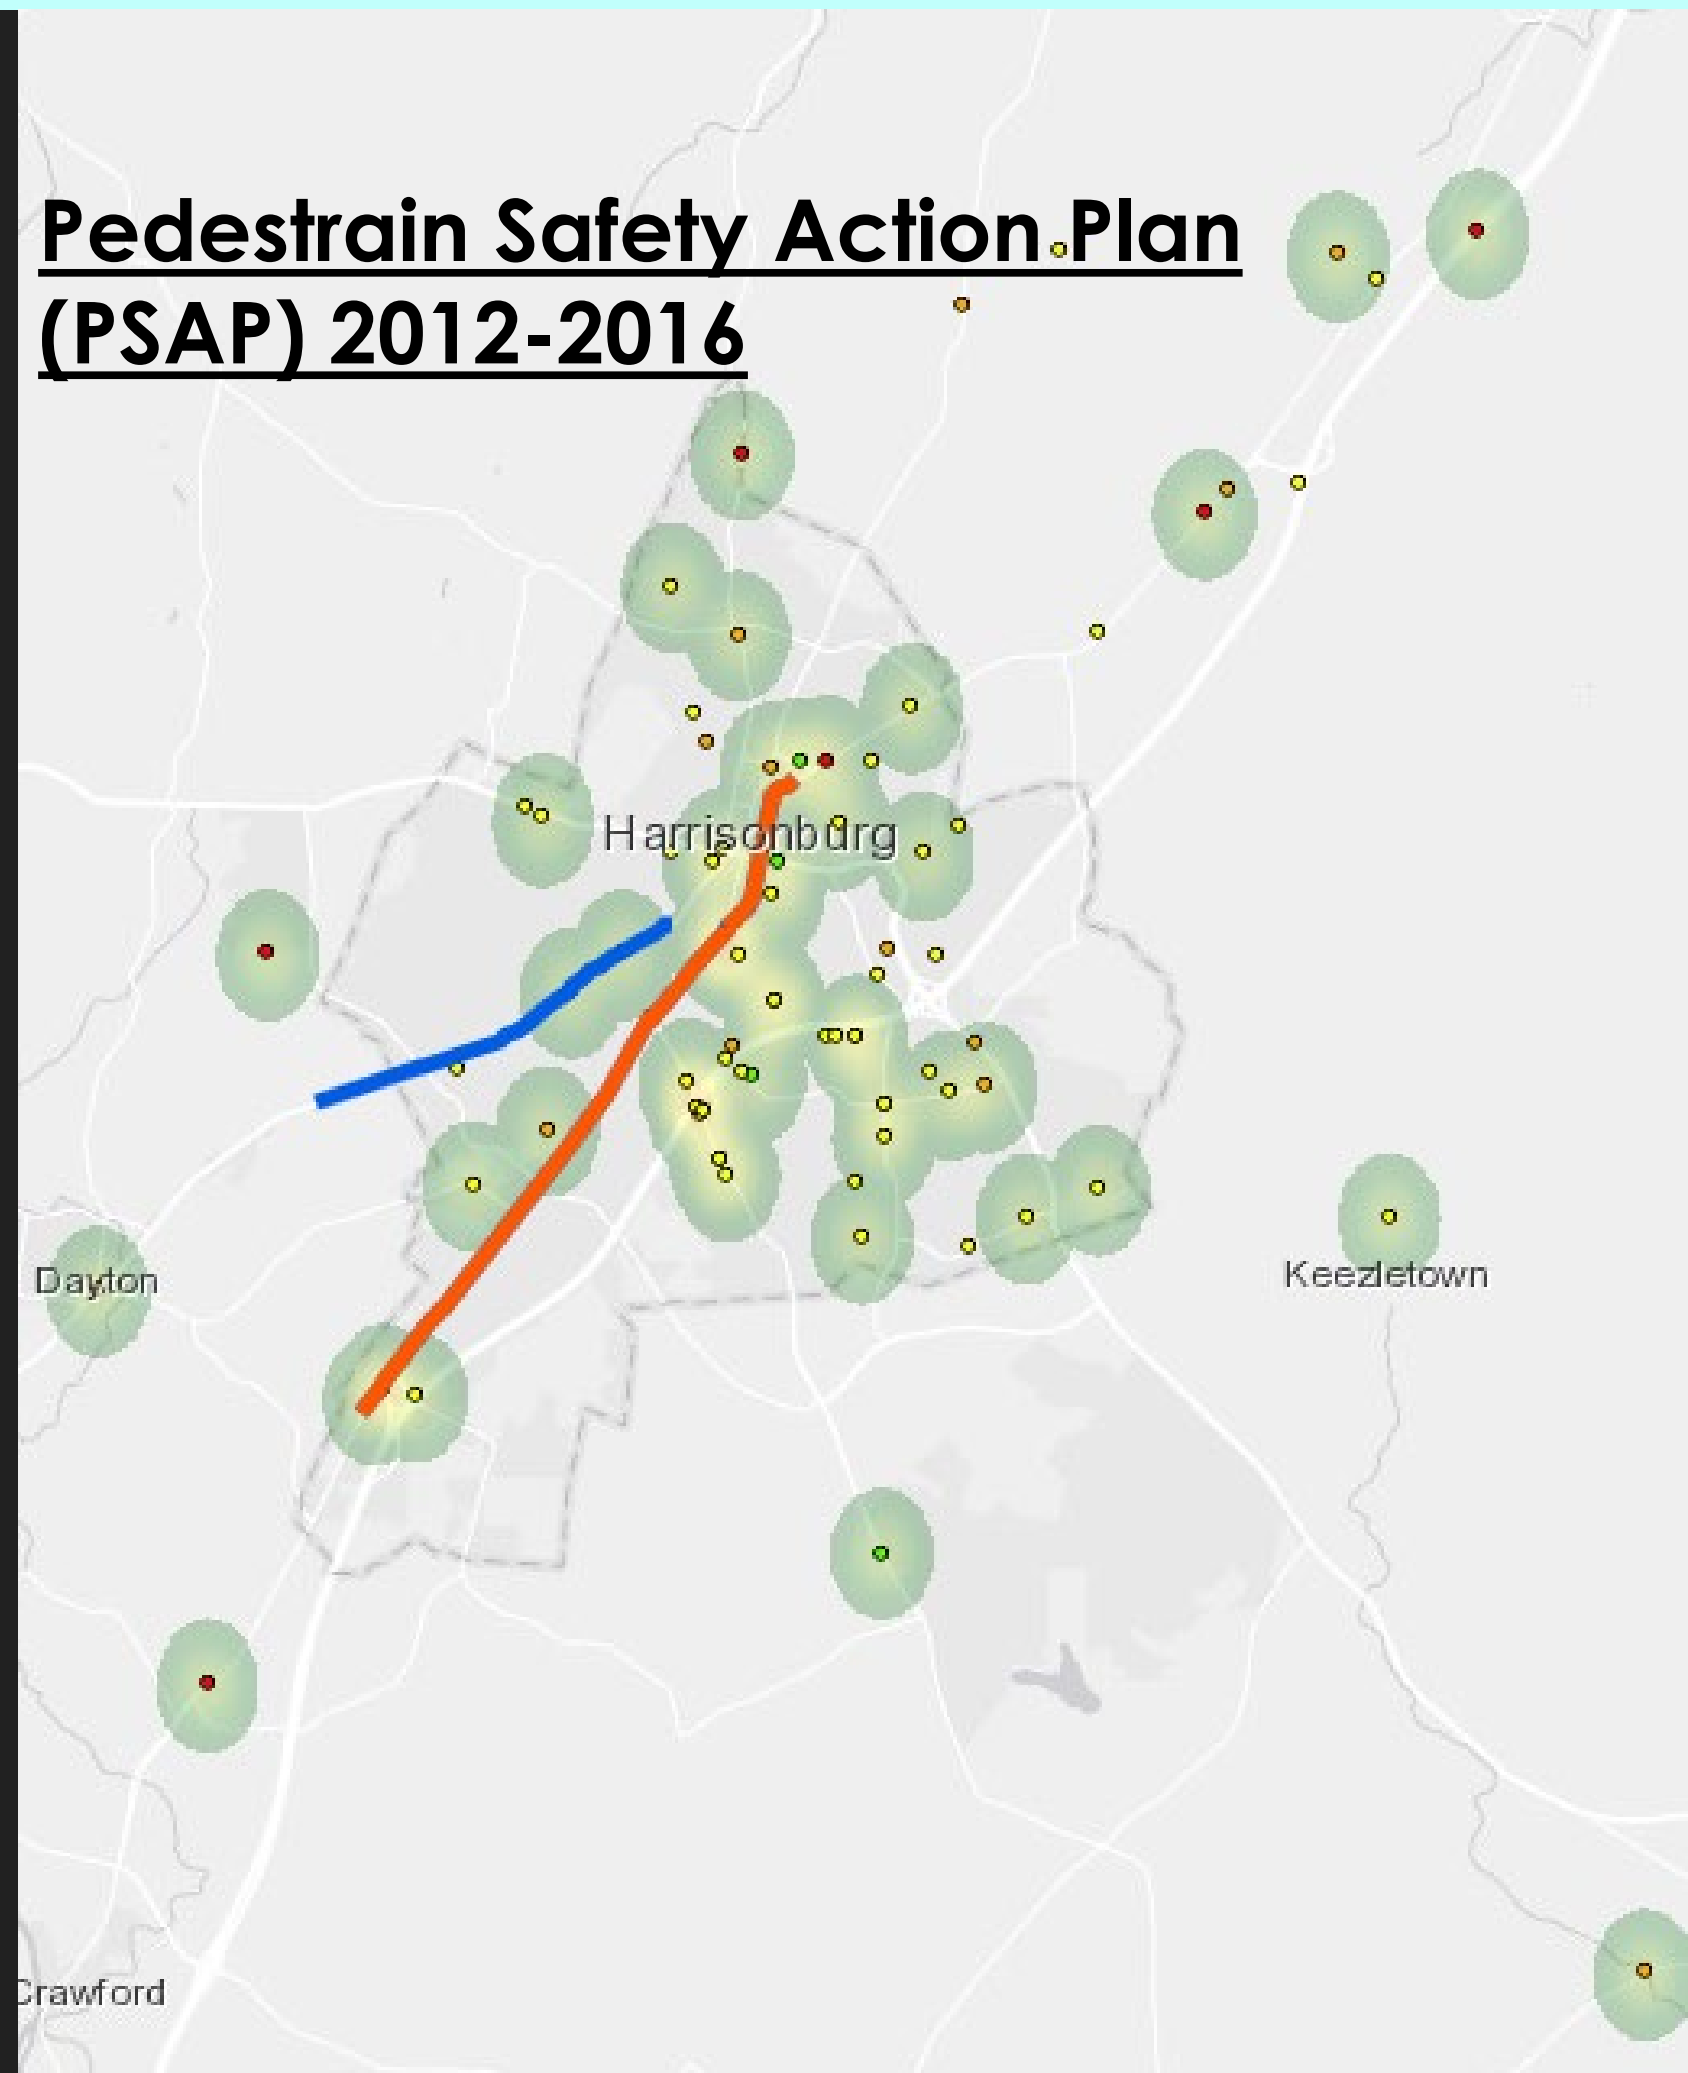 Pedestrain Safety Action Plan
(PSAP) 2012-2016
Harrisonburg
Dayton
Keezletown
Crawford